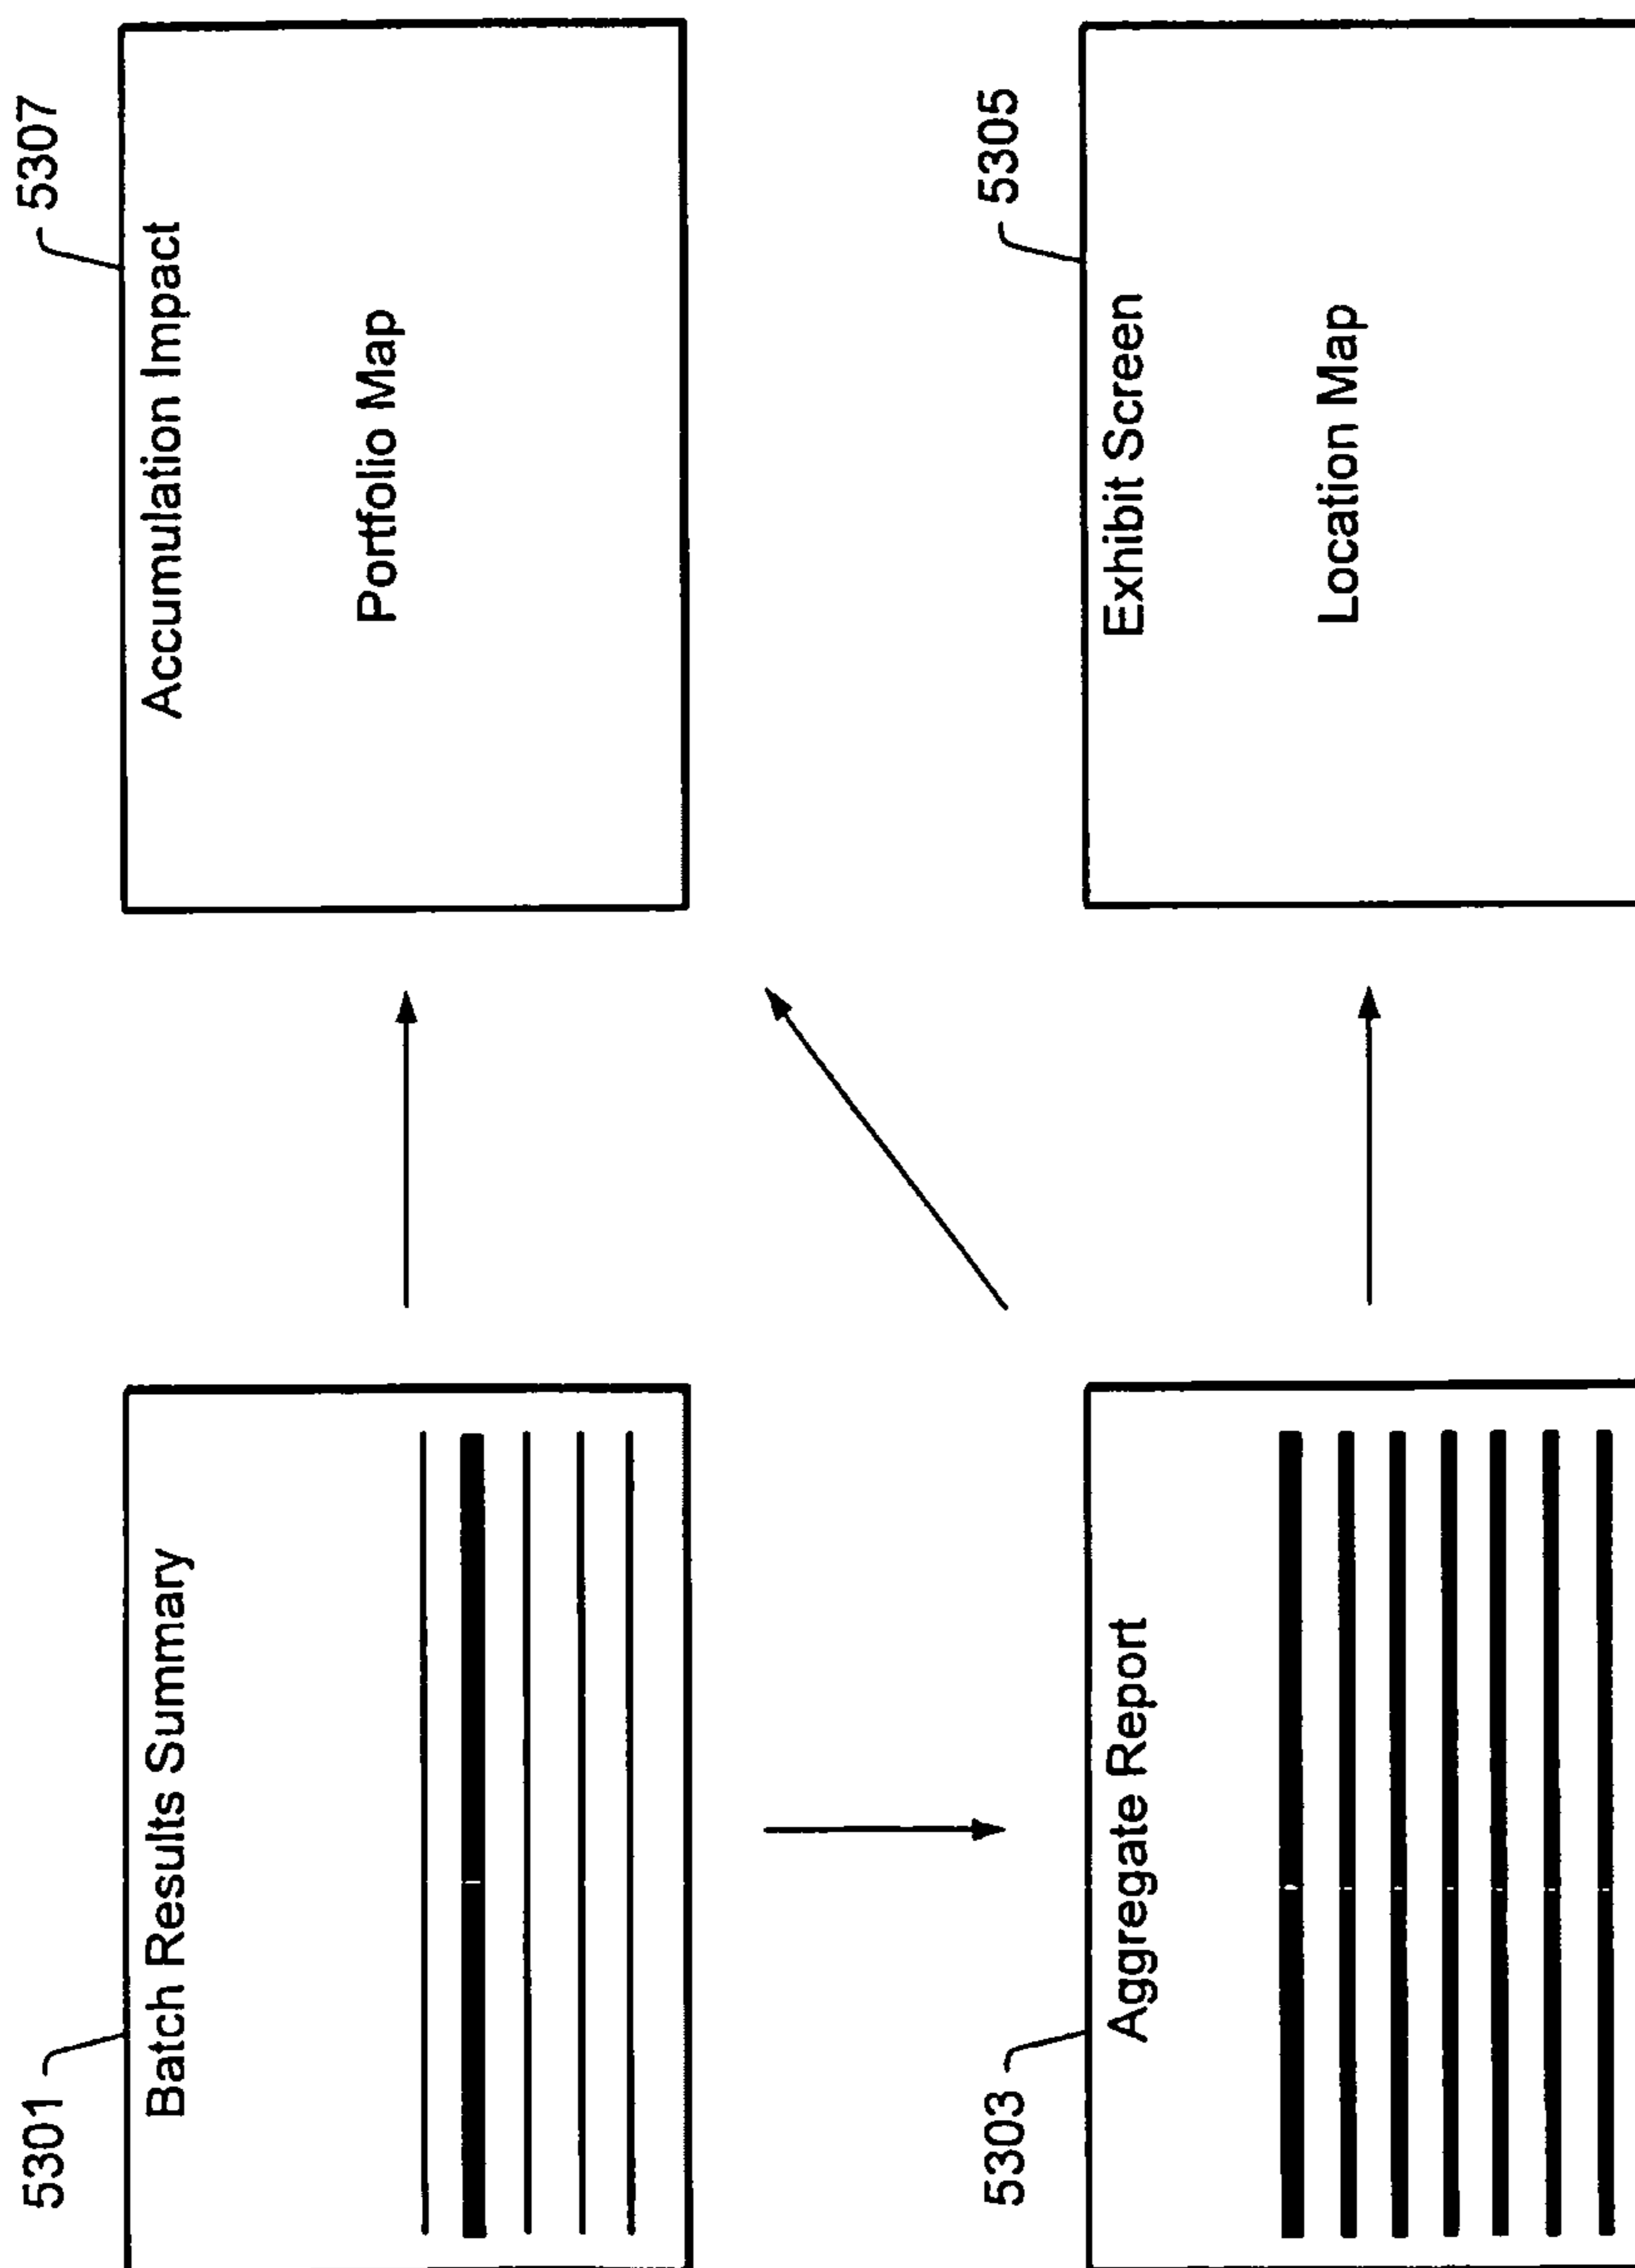 5301
Batch Results Summary
5307
Accumulation Impact
Portfolio Map
5303
Aggregate Report
5305
Exhibit Screen
Location Map